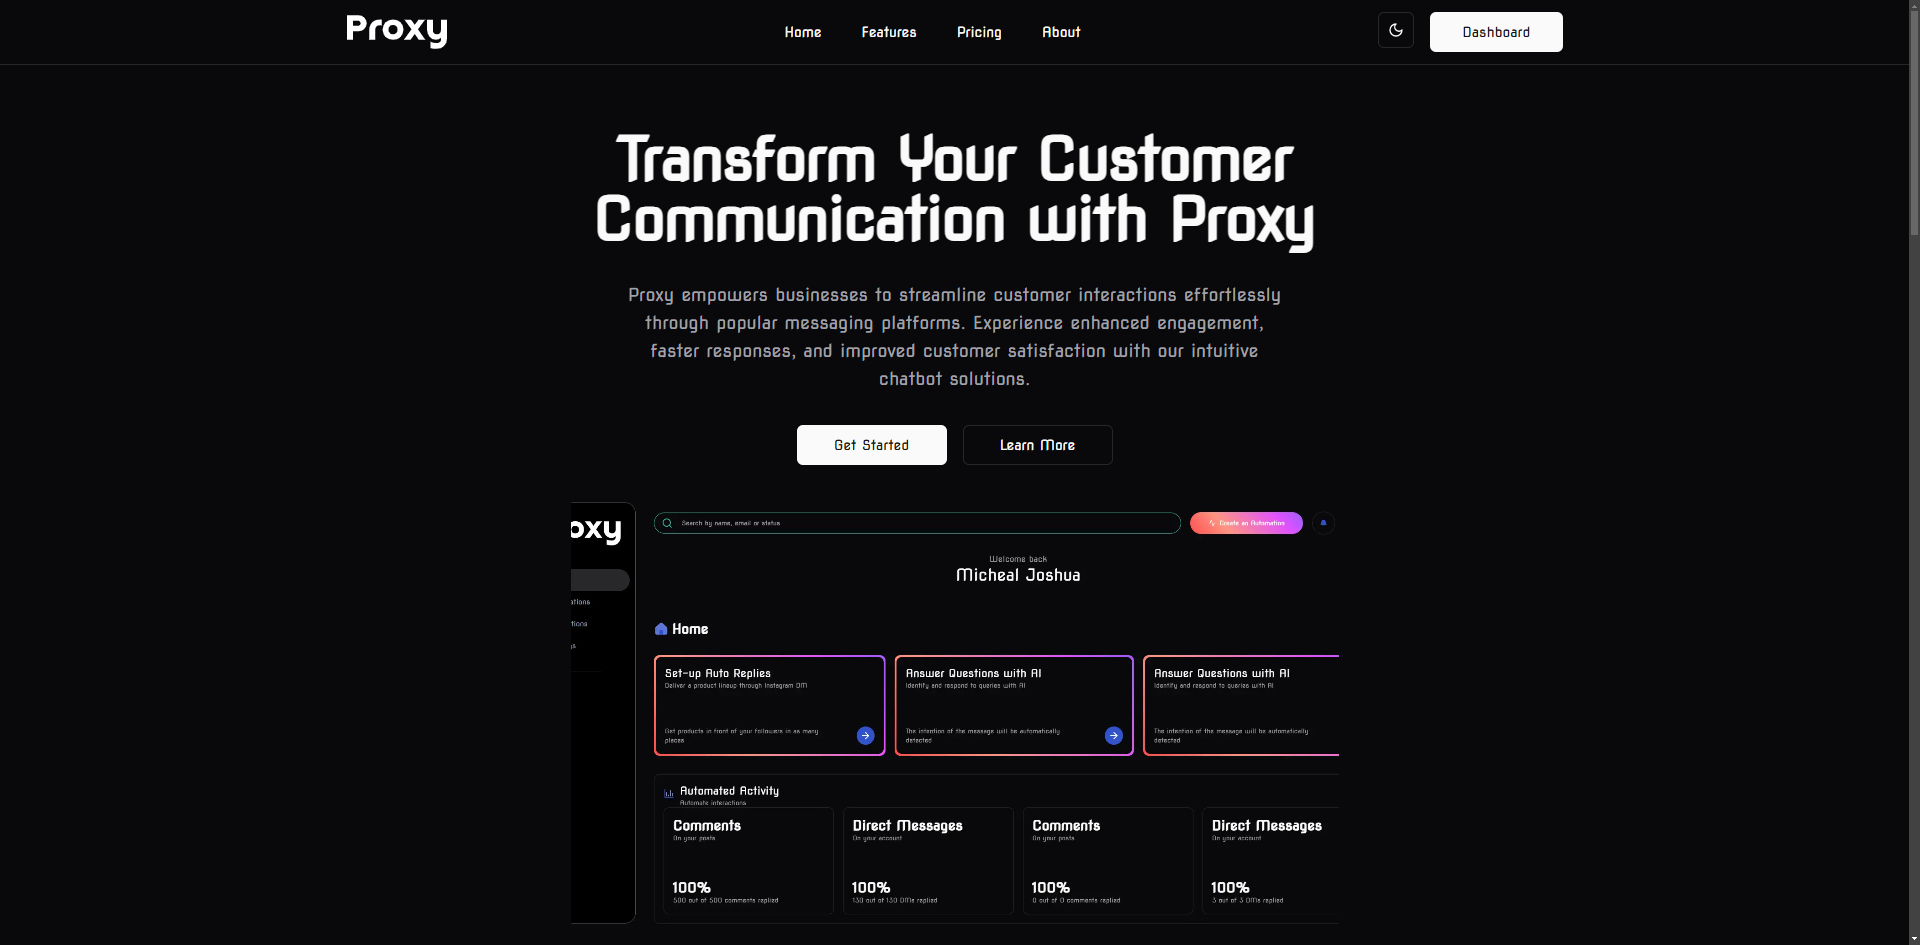 Proxy
Home Features Pricing About
Dashboard
Transform Your Customer
Communication with Proxy
Proxy empowers businesses to streamline customer interactions effortlessly
through popular messaging platforms. Experience enhanced engagement,
faster responses, and improved customer satisfaction with our intuitive
chatbot solutions.
Get Started
Learn More
oxy
ations
tions
gs
Search by name, email or status
Create an Automation
Welcome back
Micheal Joshua
Home
Set-up Auto Replies
Deliver a product lineup through Instagram DM
Get products in front of your followers in as many
places
Answer Questions with AI
Identify and respond to queries with AI
The intention of the message will be automatically
detected
Answer Questions with AI
Identify and respond to queries with AI
The intention of the message will be automatically
detected
Automated Activity
Automate interactions
Comments
On your posts
100%
500 out of 500 comments replied
Direct Messages
On your account
100%
130 out of 130 DMs replied
Comments
On your posts
100%
0 out of 0 comments replied
Direct Messages
On your account
100%
3 out of 3 DMs replied